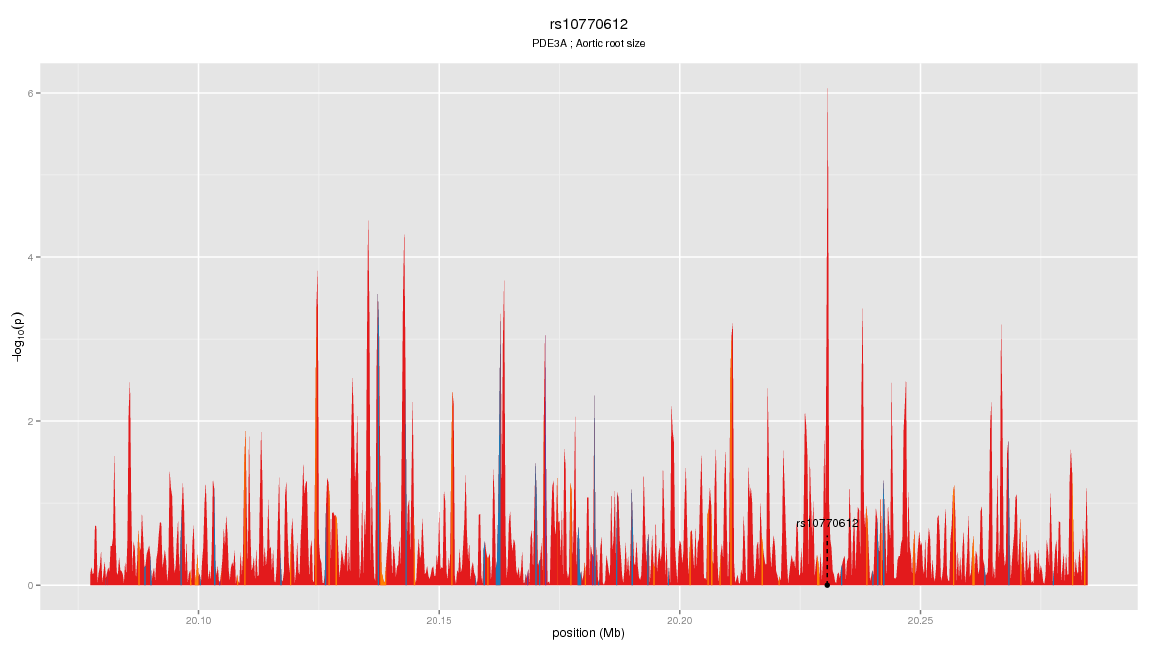 rs10770612
PDE3A ; Aortic root size
6
4
2
0
−log10(p)
rs10770612
20.10 20.15 20.20 20.25
position (Mb)